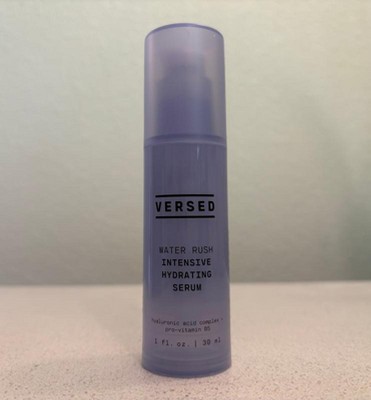 VERSED
WATER RUSH
INTENSIVE
HYDRATING
SERUM
hyaluronic acid complex +
pro-vitamin B5
1 fl. oz. | 30 ml